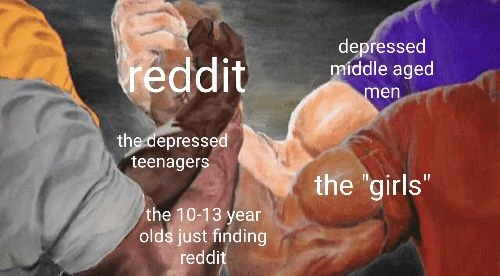 reddit
depressed
middle aged
men
the depressed
teenagers
the "girls"
the 10-13 year
olds just finding
reddit